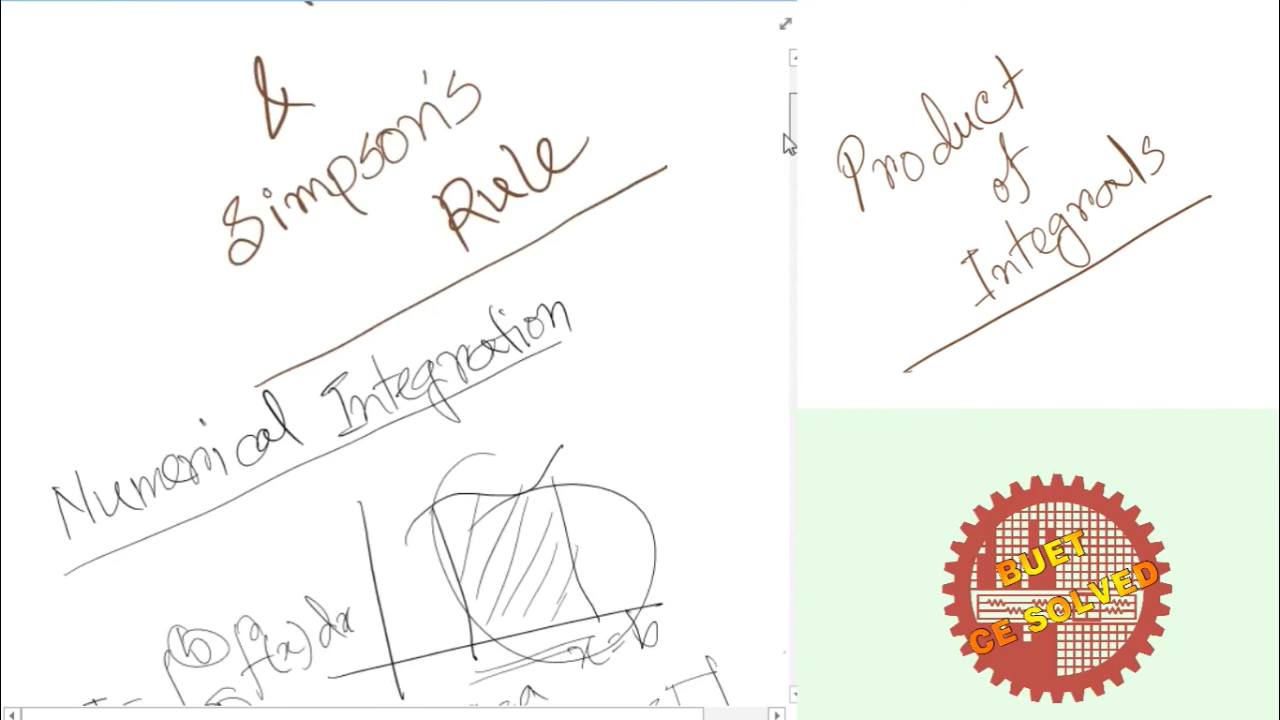 &
Simpson's
Rule
Numerical Integration
f(x) dx
x=b
Product
of
Integrals
BUET
CE SOLVED